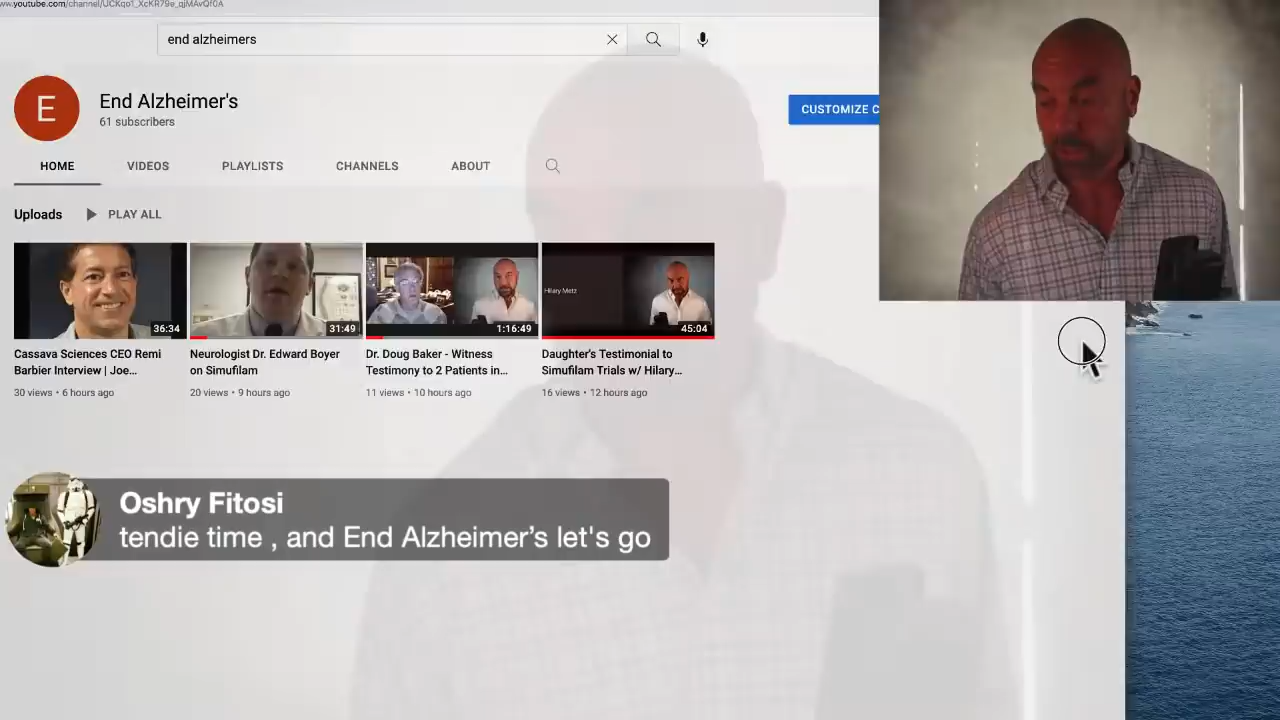 end alzheimers
E
End Alzheimer's
61 subscribers
CUSTOMIZE C
HOME
VIDEOS
PLAYLISTS
CHANNELS
ABOUT
Uploads
PLAY ALL
36:34
31:49
1:16:49
Hilary Metz
45:04
Cassava Sciences CEO Remi
Barbier Interview | Joe...
30 views • 6 hours ago
Neurologist Dr. Edward Boyer
on Simufilam
20 views • 9 hours ago
Dr. Doug Baker - Witness
Testimony to 2 Patients in...
11 views • 10 hours ago
Daughter's Testimonial to
Simufilam Trials w/ Hilary...
16 views • 12 hours ago
Oshry Fitosi
tendie time , and End Alzheimer’s let's go